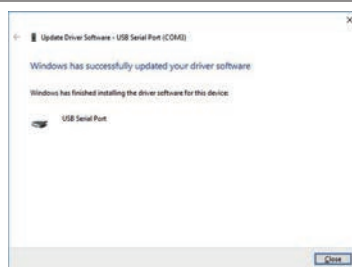 Update Driver Software - USB Serial Port (COM3)
Windows has successfully updated your driver software
Windows has finished installing the driver software for this device:
USB Serial Port
Close